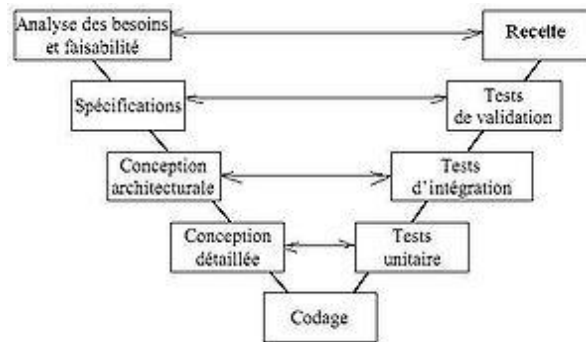 Analyse des besoins
et faisabilité
Recette
Spécifications
Tests
de validation
Conception
architecturale
Tests
d'intégration
Conception
détaillée
Tests
unitaire
Codage